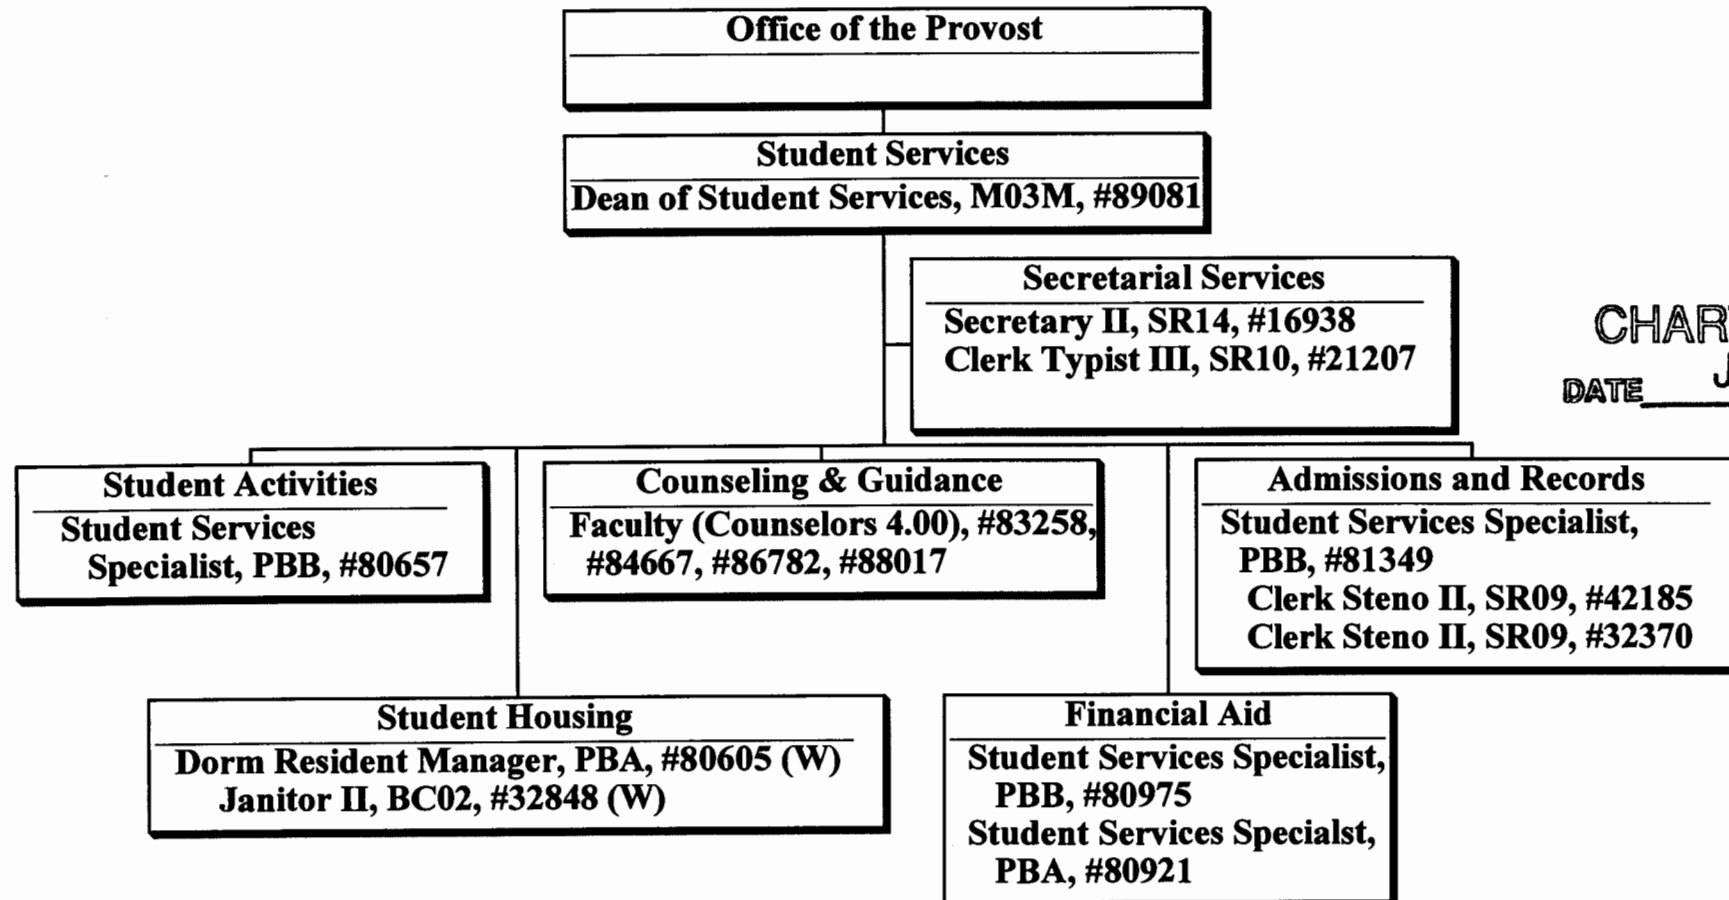 Office of the Provost
Student Services
Dean of Student Services, M03M, #89081
Secretarial Services
Secretary II, SR14, #16938
Clerk Typist III, SR10, #21207
CHAR
DATE
Student Activities
Student Services
Specialist, PBB, #80657
Counseling & Guidance
Faculty (Counselors 4.00), #83258,
#84667, #86782, #88017
Admissions and Records
Student Services Specialist,
PBB, #81349
Clerk Steno II, SR09, #42185
Clerk Steno II, SR09, #32370
Student Housing
Dorm Resident Manager, PBA, #80605 (W)
Janitor II, BC02, #32848 (W)
Financial Aid
Student Services Specialist,
PBB, #80975
Student Services Specialst,
PBA, #80921